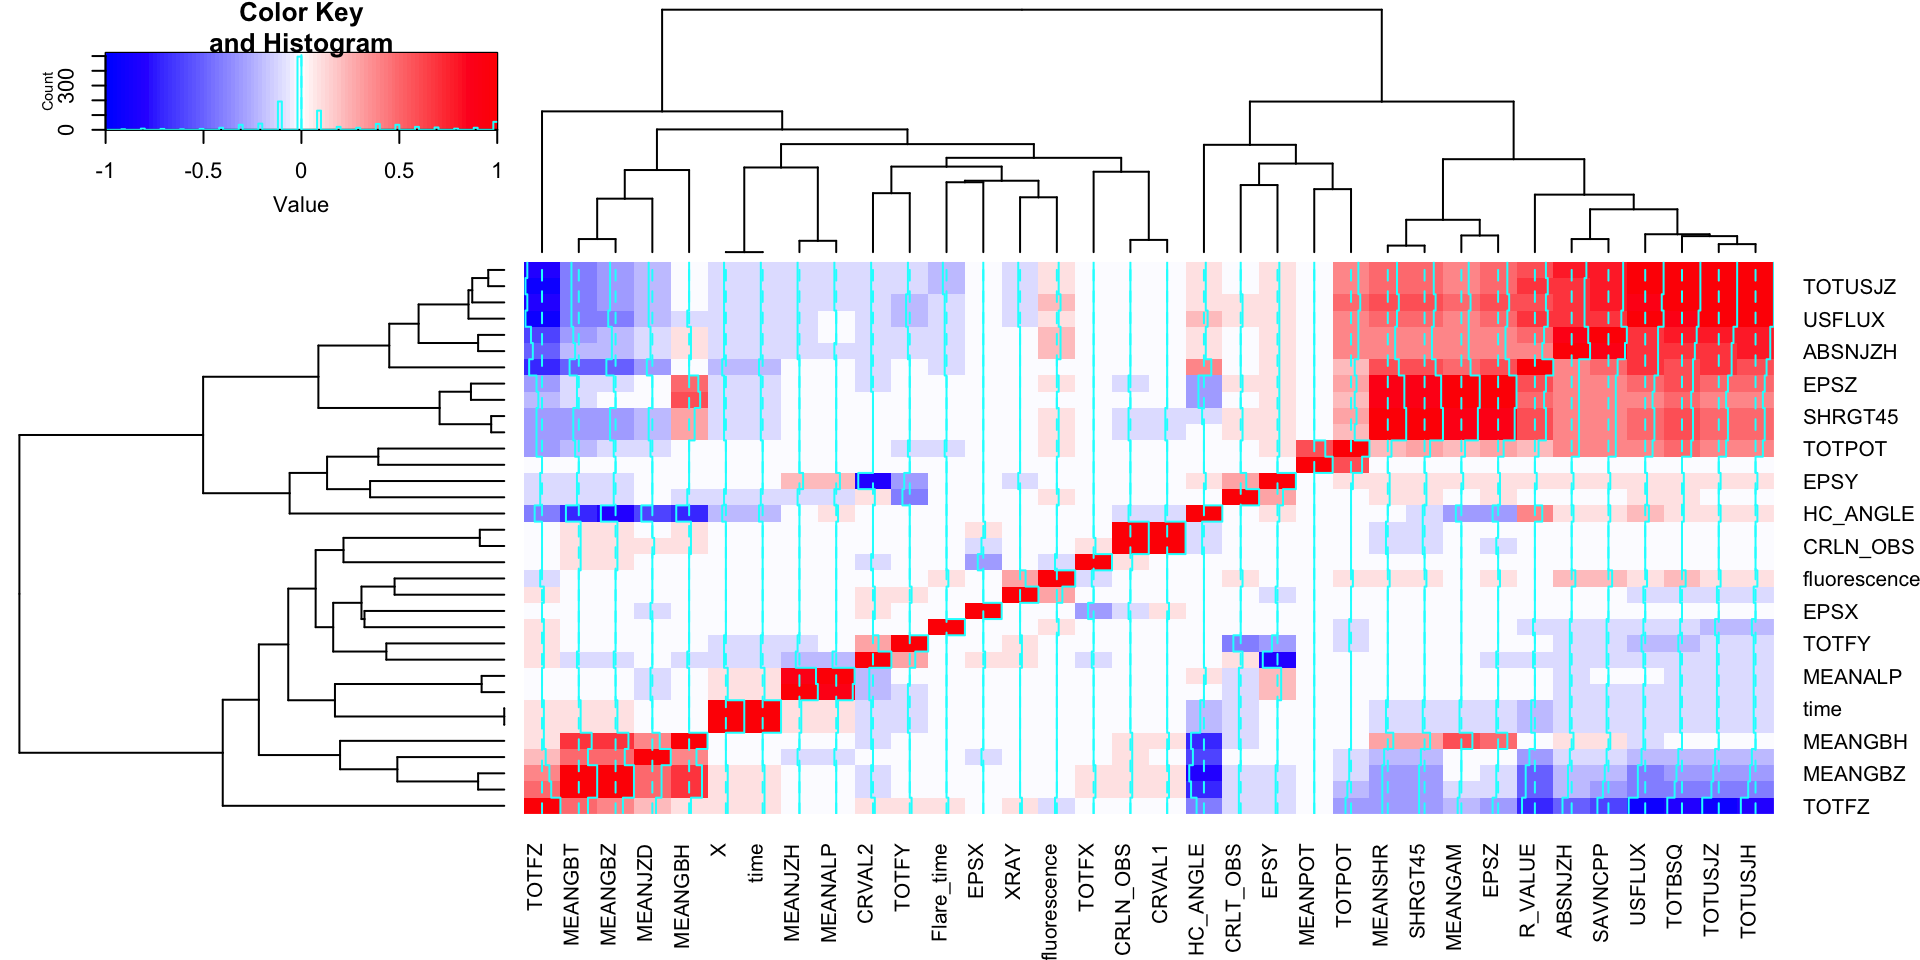 Color Key
and Histogram
Count
0 300
-1 -0.5 0 0.5 1
Value
TOTUSJZ
USFLUX
ABSNJZH
EPSZ
SHRGT45
TOTPOT
EPSY
HC_ANGLE
CRLN_OBS
fluorescence
EPSX
TOTFY
MEANALP
time
MEANGBH
MEANGBZ
TOTFZ
TOTFZ
MEANGBT
MEANGBZ
MEANJZD
MEANGBH
X
time
MEANJZH
MEANALP
CRVAL2
TOTFY
Flare_time
EPSX
XRAY
fluorescence
TOTFX
CRLN_OBS
CRVAL1
HC_ANGLE
CRLT_OBS
EPSY
MEANPOT
TOTPOT
MEANSHR
SHRGT45
MEANGAM
EPSZ
R_VALUE
ABSNJZH
SAVNCPP
USFLUX
TOTBSQ
TOTUSJZ
TOTUSJH